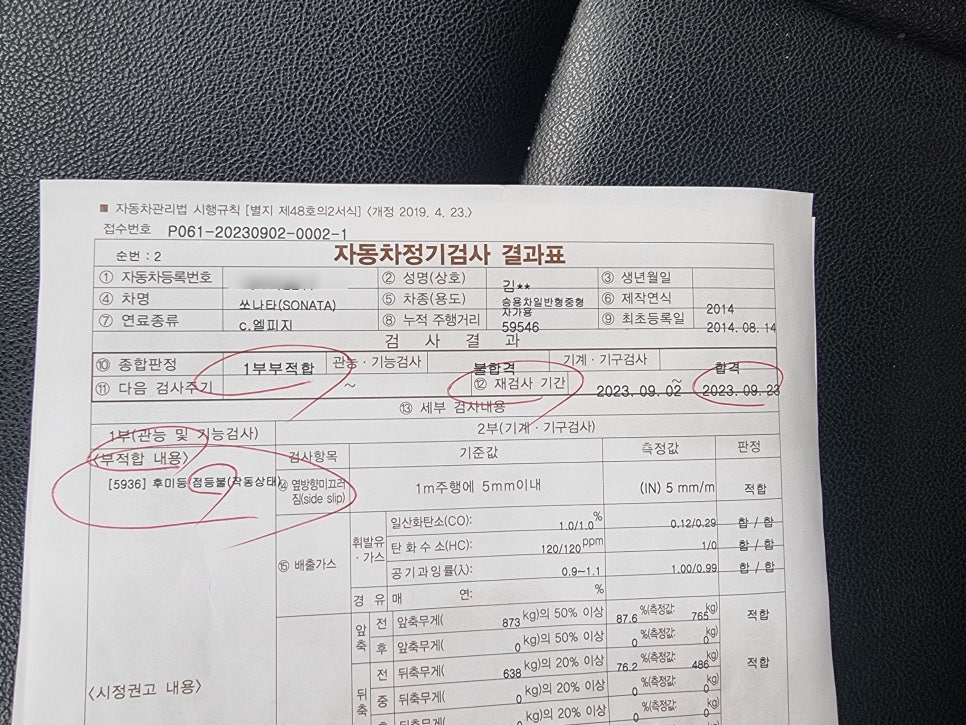 ■ 자동차관리법 시행규칙 [별지 제48호의2서식] <개정 2019. 4. 23.>
접수번호 P061-20230902-0002-1
순번 : 2 자동차정기검사 결과표
① 자동차등록번호 ② 성명(상호) 김** ③ 생년월일
④ 차명 쏘나타(SONATA) ⑤ 차종(용도) 승용차일반형중형 자가용 ⑥ 제작연식 2014
⑦ 연료종류 c.엘피지 ⑧ 누적 주행거리 59546 ⑨ 최초등록일 2014. 08. 14
검 사 결 과
⑩ 종합판정 1부부적합 관능·기능검사 불합격 기계·기구검사 합격
⑪ 다음 검사주기 ~ ⑫ 재검사 기간 2023. 09. 02 ~ 2023. 09. 23
⑬ 세부 검사내용
1부(관능 및 기능검사) 2부(기계·기구검사)
<부적합 내용> 검사항목 기준값 측정값 판정
[5936] 후미등 점등불(작동상태)
⑭ 옆방향미끄러짐(side slip) 1m주행에 5mm이내 (IN) 5 mm/m 적합
⑮ 배출가스 휘발유·가스 일산화탄소(CO): 1.0/1.0% 0.12/0.29 합 / 합
탄 화 수 소(HC): 120/120ppm 1/0 합 / 합
공기과잉률(λ): 0.9~1.1 1.00/0.99 합 / 합
경 유 매 연: %
앞축 전 앞축무게( 873 kg)의 50% 이상 87.6 %(측정값: 765 kg) 적합
후 앞축무게( 0 kg)의 50% 이상 0 %(측정값: 0 kg)
뒤축 전 뒤축무게( 638 kg)의 20% 이상 76.2 %(측정값: 486 kg) 적합
중 뒤축무게( 0 kg)의 20% 이상 0 %(측정값: 0 kg)
<시정권고 내용>
후 뒤축무게( 0 kg)의 20% 이상 0